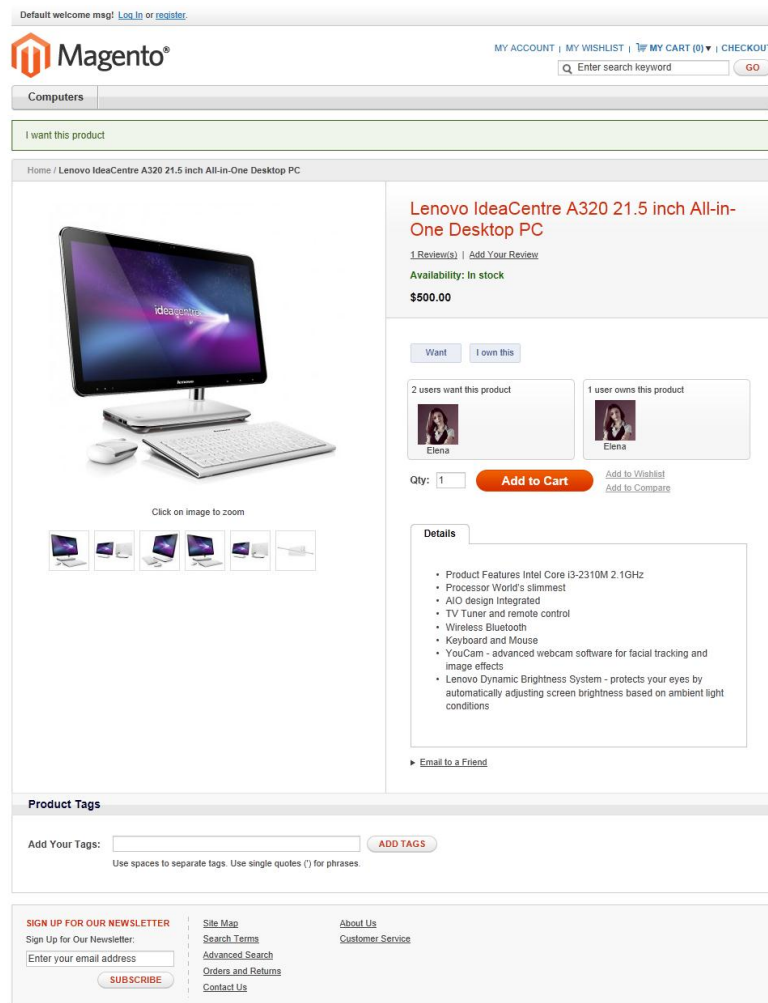 Default welcome msg! Log In or register.
Magento®
MY ACCOUNT | MY WISHLIST | MY CART (0) ▾ | CHECKOUT
Enter search keyword GO
Computers
I want this product
Home / Lenovo IdeaCentre A320 21.5 inch All-in-One Desktop PC
Lenovo IdeaCentre A320 21.5 inch All-in-
One Desktop PC
1 Review(s) | Add Your Review
Availability: In stock
$500.00
ideacentre
lenovo
Want I own this
2 users want this product
Elena
1 user owns this product
Elena
Qty: 1 Add to Cart
Add to Wishlist
Add to Compare
Click on image to zoom
Details
• Product Features Intel Core i3-2310M 2.1GHz
• Processor World's slimmest
• AIO design Integrated
• TV Tuner and remote control
• Wireless Bluetooth
• Keyboard and Mouse
• YouCam - advanced webcam software for facial tracking and
image effects
• Lenovo Dynamic Brightness System - protects your eyes by
automatically adjusting screen brightness based on ambient light
conditions
Email to a Friend
Product Tags
Add Your Tags: ADD TAGS
Use spaces to separate tags. Use single quotes (') for phrases.
SIGN UP FOR OUR NEWSLETTER
Sign Up for Our Newsletter:
Enter your email address
SUBSCRIBE
Site Map
Search Terms
Advanced Search
Orders and Returns
Contact Us
About Us
Customer Service